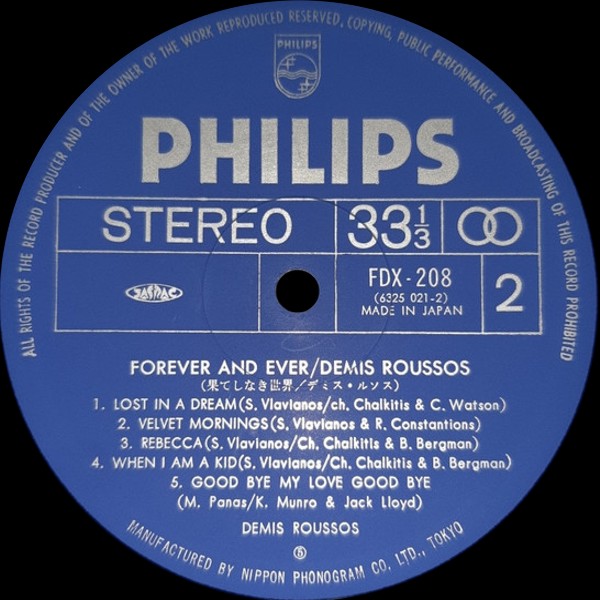 ALL RIGHTS OF THE RECORD PRODUCER AND OF THE OWNER OF THE WORK REPRODUCED RESERVED, COPYING, PUBLIC PERFORMANCE AND BROADCASTING OF THIS RECORD PROHIBITED
PHILIPS
PHILIPS
STEREO
33 1/3
JASRAC
FDX-208
(6325 021-2)
MADE IN JAPAN
2
FOREVER AND EVER/DEMIS ROUSSOS
(果てしなき世界/デミス・ルソス)
1. LOST IN A DREAM(S. Vlavianos/ch. Chalkitis & C. Watson)
2. VELVET MORNINGS(S. Vlavianos & R. Constantions)
3. REBECCA(S. Vlavianos/Ch. Chalkitis & B. Bergman)
4. WHEN I AM A KID(S. Vlavianos/Ch. Chalkitis & B. Bergman)
5. GOOD BYE MY LOVE GOOD BYE
(M. Panas/K. Munro & Jack Lloyd)
DEMIS ROUSSOS
⑤
MANUFACTURED BY NIPPON PHONOGRAM CO. LTD., TOKYO